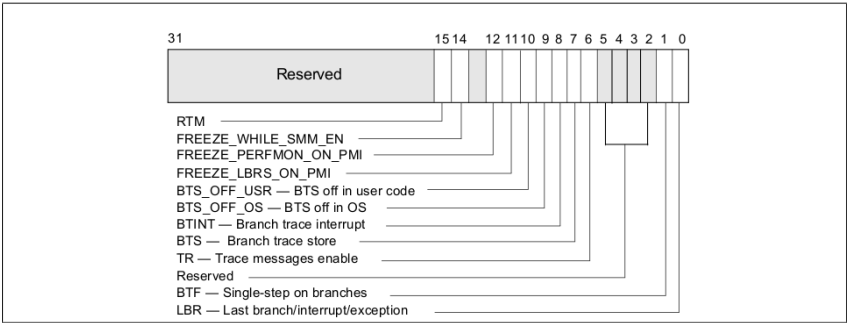 31 15 14 12 11 10 9 8 7 6 5 4 3 2 1 0
Reserved
RTM
FREEZE_WHILE_SMM_EN
FREEZE_PERFMON_ON_PMI
FREEZE_LBRS_ON_PMI
BTS_OFF_USR — BTS off in user code
BTS_OFF_OS — BTS off in OS
BTINT — Branch trace interrupt
BTS — Branch trace store
TR — Trace messages enable
Reserved
BTF — Single-step on branches
LBR — Last branch/interrupt/exception